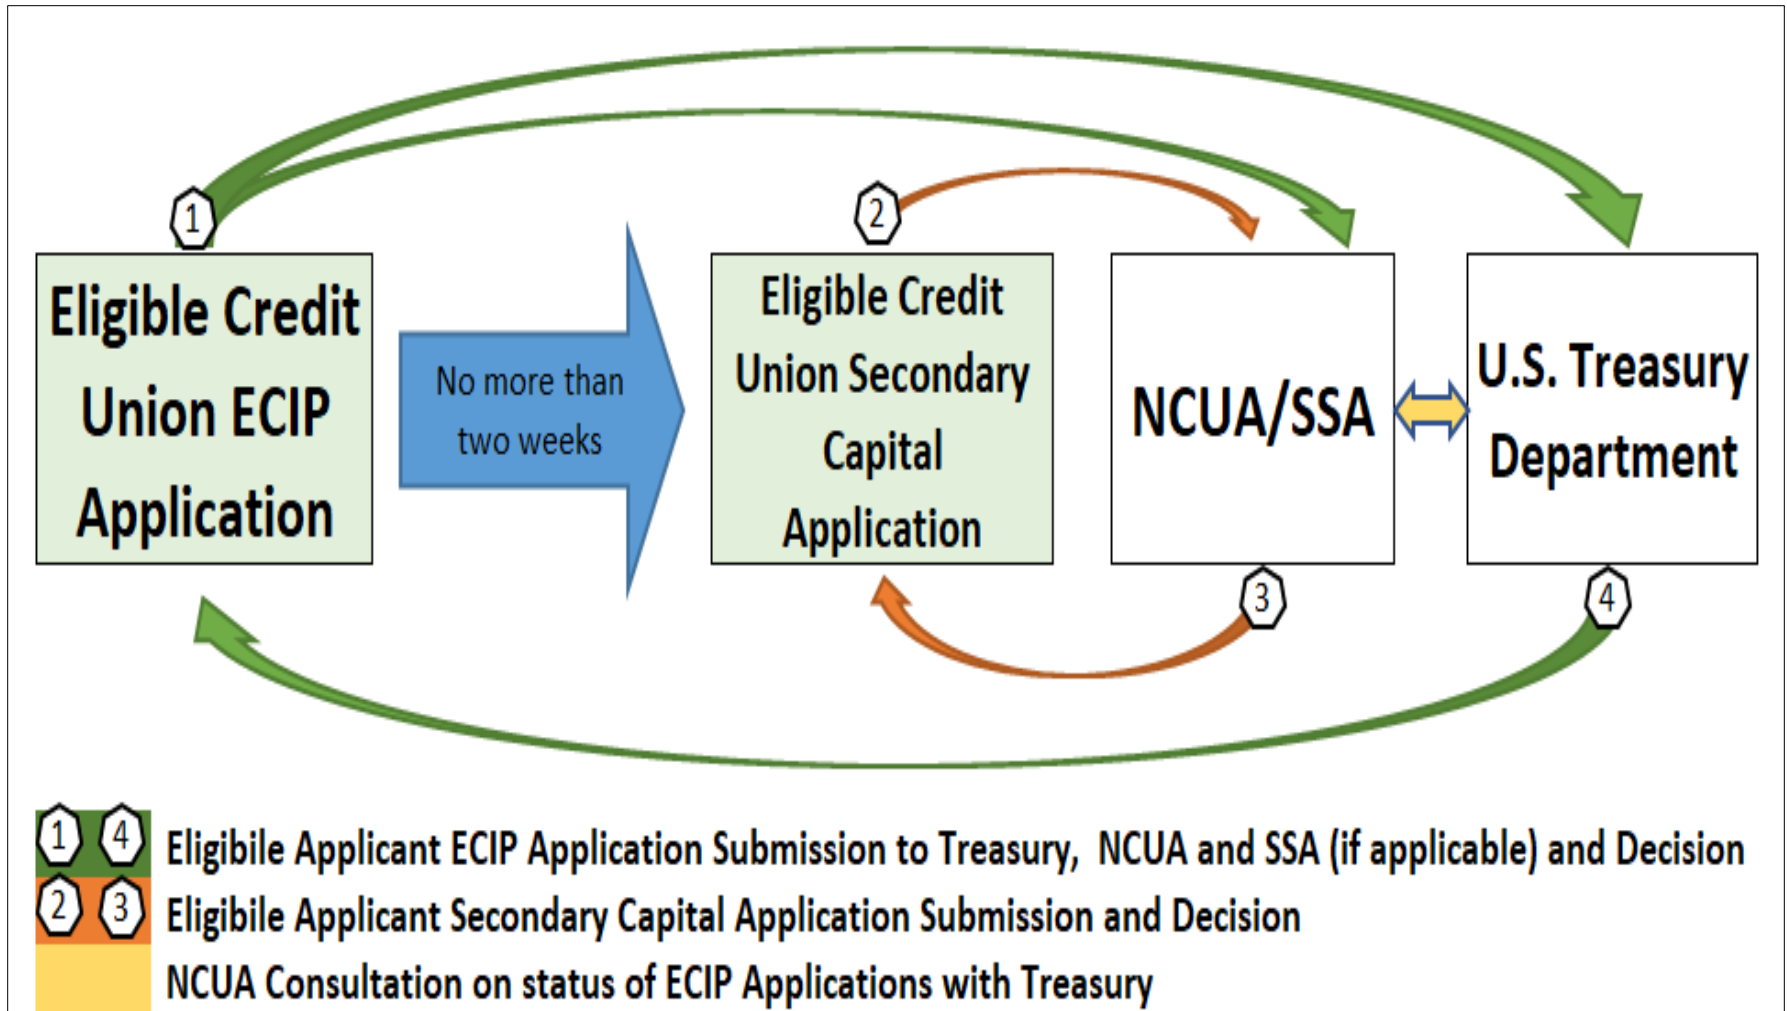 1
2
Eligible Credit
Union ECIP
Application
No more than
two weeks
Eligible Credit
Union Secondary
Capital
Application
NCUA/SSA
U.S. Treasury
Department
3
4
1 4 Eligibile Applicant ECIP Application Submission to Treasury, NCUA and SSA (if applicable) and Decision
2 3 Eligibile Applicant Secondary Capital Application Submission and Decision
NCUA Consultation on status of ECIP Applications with Treasury